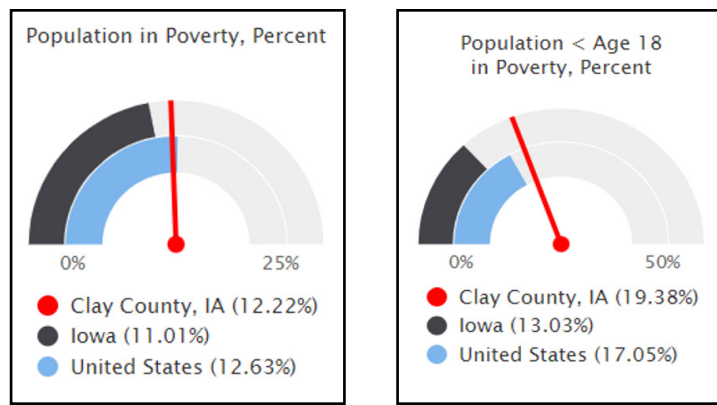 Population in Poverty, Percent
0%
25%
Clay County, IA (12.22%)
Iowa (11.01%)
United States (12.63%)
Population < Age 18
in Poverty, Percent
0%
50%
Clay County, IA (19.38%)
Iowa (13.03%)
United States (17.05%)